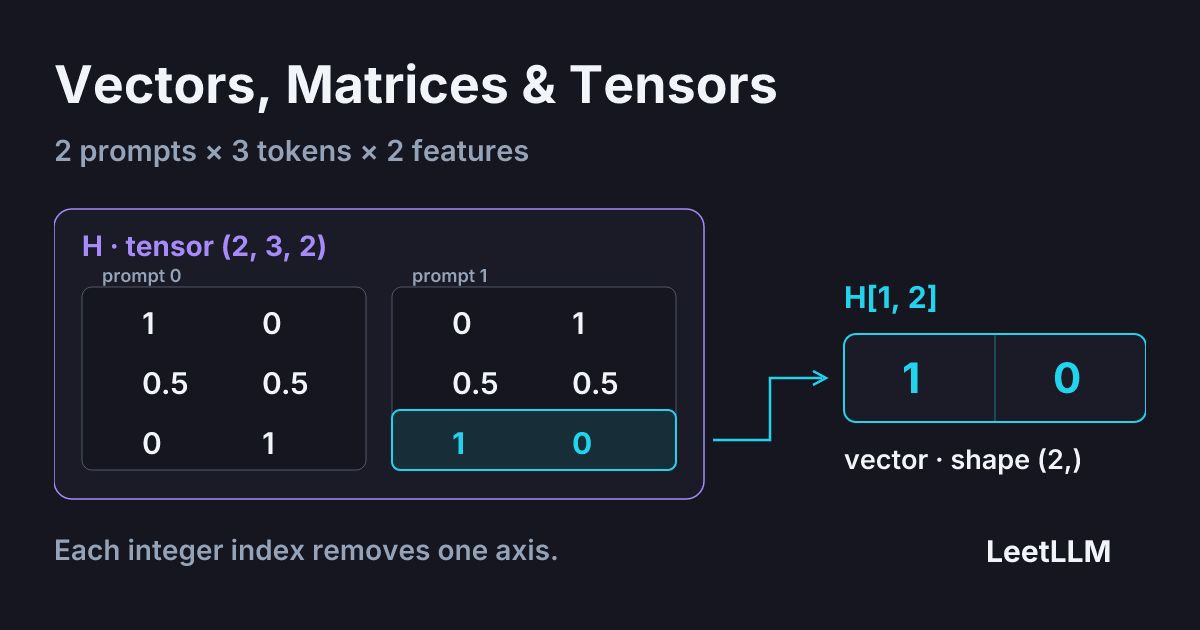 Vectors, Matrices & Tensors
2 prompts × 3 tokens × 2 features
H · tensor (2, 3, 2)
prompt 0
1 0
0.5 0.5
0 1
prompt 1
0 1
0.5 0.5
1 0
H[1, 2]
1 0
vector · shape (2,)
Each integer index removes one axis.
LeetLLM